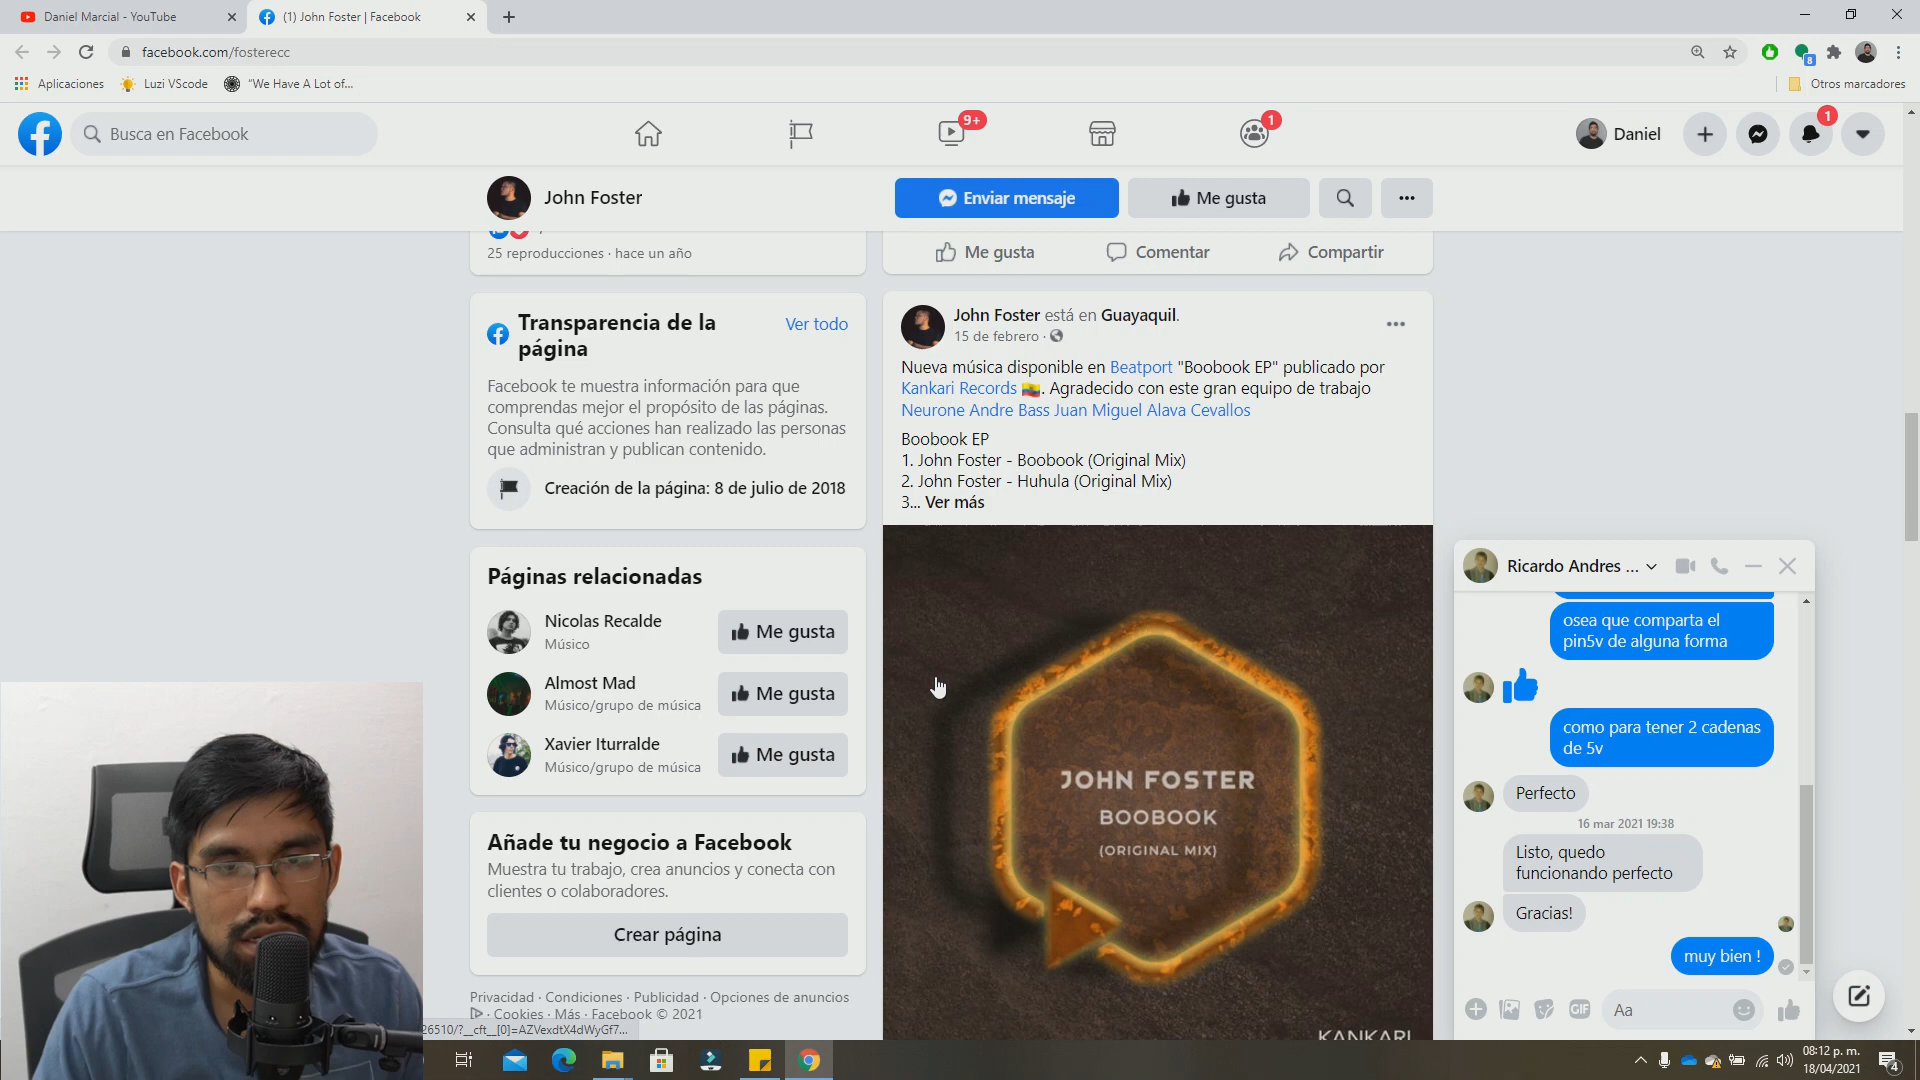 Daniel Marcial - YouTube
(1) John Foster | Facebook
facebook.com/fosterecc
8
Aplicaciones
Luzi VScode
"We Have A Lot of...
Otros marcadores
Busca en Facebook
9+
1
Daniel
1
John Foster
Enviar mensaje
Me gusta
25 reproducciones · hace un año
Me gusta
Comentar
Compartir
Transparencia de la
página
Ver todo
Facebook te muestra información para que
comprendas mejor el propósito de las páginas.
Consulta qué acciones han realizado las personas
que administran y publican contenido.
Creación de la página: 8 de julio de 2018
Páginas relacionadas
Nicolas Recalde
Músico
Me gusta
Almost Mad
Músico/grupo de música
Me gusta
Xavier Iturralde
Músico/grupo de música
Me gusta
Añade tu negocio a Facebook
Muestra tu trabajo, crea anuncios y conecta con
clientes o colaboradores.
Crear página
Privacidad · Condiciones · Publicidad · Opciones de anuncios
· Cookies · Más · Facebook © 2021
26510/?__cft__[0]=AZVexdtX4dWyGf7...
John Foster está en Guayaquil.
15 de febrero ·
Nueva música disponible en Beatport "Boobook EP" publicado por
Kankari Records 🇪🇨. Agradecido con este gran equipo de trabajo
Neurone Andre Bass Juan Miguel Alava Cevallos
Boobook EP
1. John Foster - Boobook (Original Mix)
2. John Foster - Huhula (Original Mix)
3... Ver más
JOHN FOSTER
BOOBOOK
(ORIGINAL MIX)
KANKARI
Ricardo Andres ...
osea que comparta el
pin5v de alguna forma
como para tener 2 cadenas
de 5v
Perfecto
16 mar 2021 19:38
Listo, quedo
funcionando perfecto
Gracias!
muy bien !
GIF
Aa
08:12 p. m.
18/04/2021
4